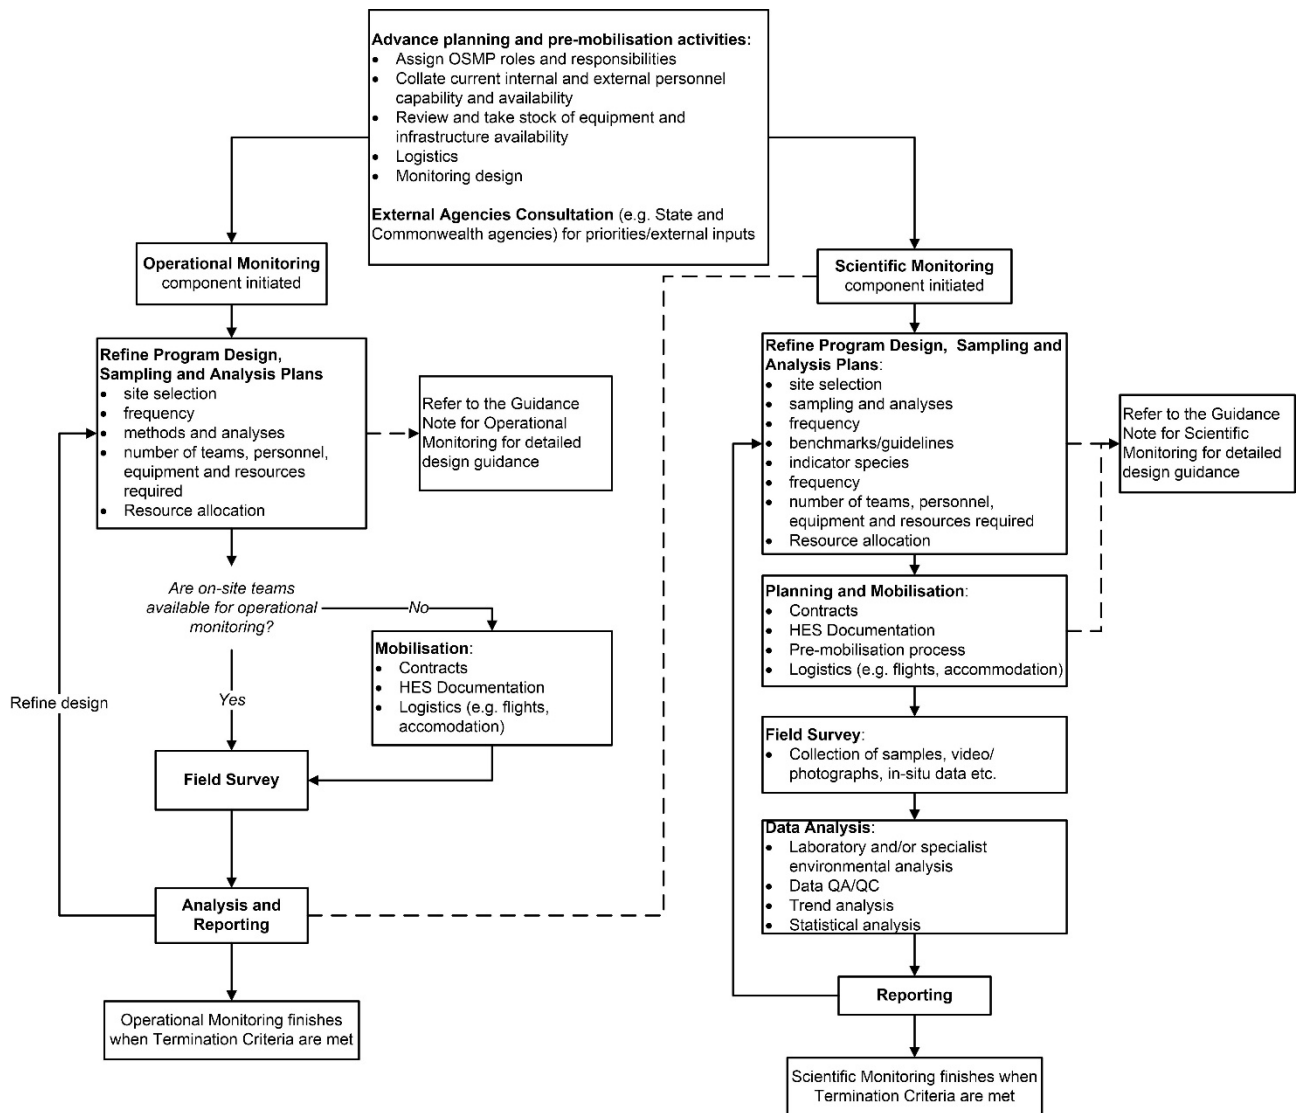 Advance planning and pre-mobilisation activities:
• Assign OSMP roles and responsibilities
• Collate current internal and external personnel
capability and availability
• Review and take stock of equipment and
infrastructure availability
• Logistics
• Monitoring design
External Agencies Consultation (e.g. State and
Commonwealth agencies) for priorities/external inputs
Operational Monitoring
component initiated
Refine Program Design,
Sampling and Analysis Plans
• site selection
• frequency
• methods and analyses
• number of teams, personnel,
equipment and resources
required
• Resource allocation
Refer to the Guidance
Note for Operational
Monitoring for detailed
design guidance
Are on-site teams
available for operational
monitoring?
No
Yes
Mobilisation:
• Contracts
• HES Documentation
• Logistics (e.g. flights,
accomodation)
Refine design
Field Survey
Analysis and
Reporting
Operational Monitoring finishes
when Termination Criteria are met
Scientific Monitoring
component initiated
Refine Program Design, Sampling and
Analysis Plans:
• site selection
• sampling and analyses
• frequency
• benchmarks/guidelines
• indicator species
• frequency
• number of teams, personnel,
equipment and resources required
• Resource allocation
Refer to the Guidance
Note for Scientific
Monitoring for detailed
design guidance
Planning and Mobilisation:
• Contracts
• HES Documentation
• Pre-mobilisation process
• Logistics (e.g. flights, accommodation)
Field Survey:
• Collection of samples, video/
photographs, in-situ data etc.
Data Analysis:
• Laboratory and/or specialist
environmental analysis
• Data QA/QC
• Trend analysis
• Statistical analysis
Reporting
Scientific Monitoring finishes when
Termination Criteria are met